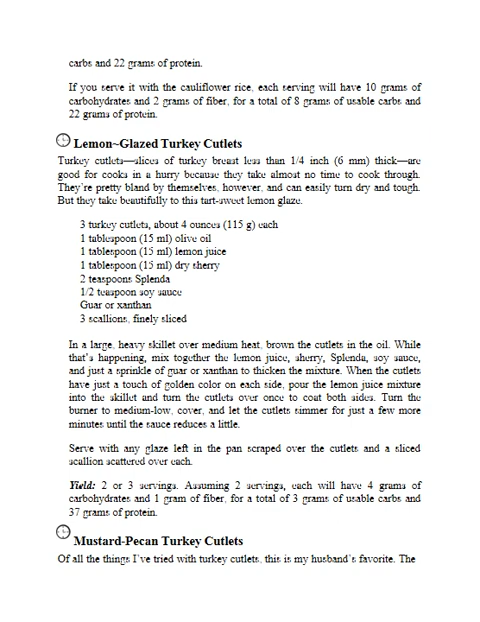 carbs and 22 grams of protein.
If you serve it with the cauliflower rice, each serving will have 10 grams of
carbohydrates and 2 grams of fiber, for a total of 8 grams of usable carbs and
22 grams of protein.
Lemon~Glazed Turkey Cutlets
Turkey cutlets—slices of turkey breast less than 1/4 inch (6 mm) thick—are
good for cooks in a hurry because they take almost no time to cook through.
They're pretty bland by themselves, however, and can easily turn dry and tough.
But they take beautifully to this tart-sweet lemon glaze.
3 turkey cutlets, about 4 ounces (115 g) each
1 tablespoon (15 ml) olive oil
1 tablespoon (15 ml) lemon juice
1 tablespoon (15 ml) dry sherry
2 teaspoons Splenda
1/2 teaspoon soy sauce
Guar or xanthan
3 scallions, finely sliced
In a large, heavy skillet over medium heat, brown the cutlets in the oil. While
that's happening, mix together the lemon juice, sherry, Splenda, soy sauce,
and just a sprinkle of guar or xanthan to thicken the mixture. When the cutlets
have just a touch of golden color on each side, pour the lemon juice mixture
into the skillet and turn the cutlets over once to coat both sides. Turn the
burner to medium-low, cover, and let the cutlets simmer for just a few more
minutes until the sauce reduces a little.
Serve with any glaze left in the pan scraped over the cutlets and a sliced
scallion scattered over each.
Yield: 2 or 3 servings. Assuming 2 servings, each will have 4 grams of
carbohydrates and 1 gram of fiber, for a total of 3 grams of usable carbs and
37 grams of protein.
Mustard-Pecan Turkey Cutlets
Of all the things I've tried with turkey cutlets, this is my husband's favorite. The